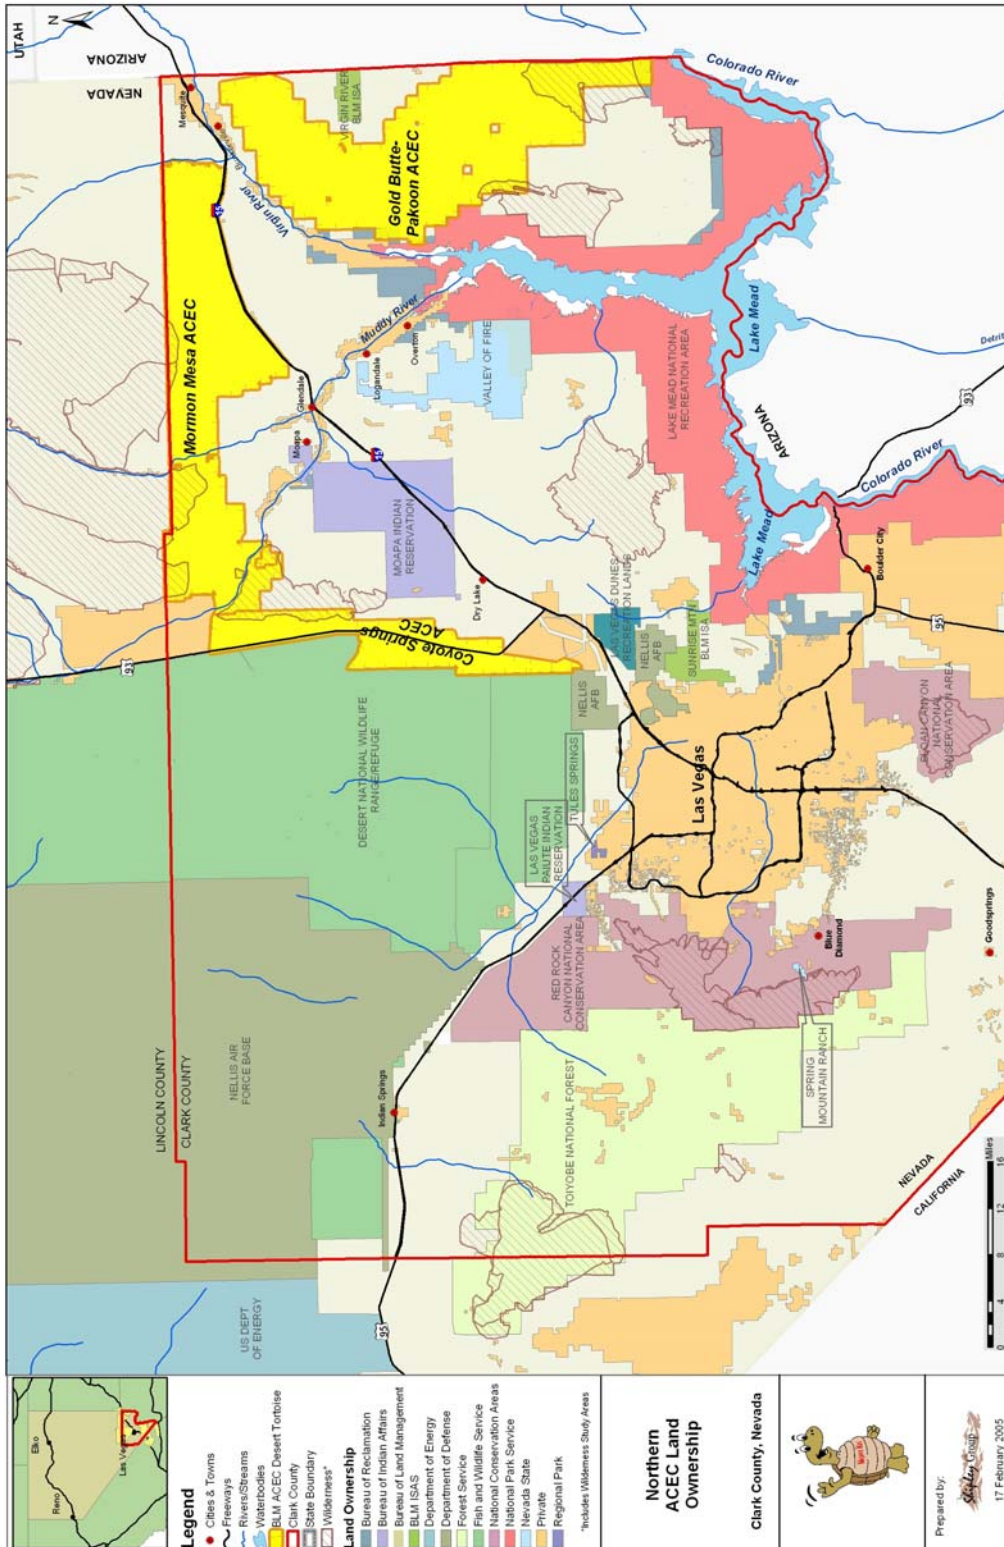 UTAH
N
ARIZONA
NEVADA
Mesquite
Bunkerville
Virgin River
VIRGIN RIVER
BLM ISA
Gold Butte-
Pakoon ACEC
Mormon Mesa ACEC
Muddy River
Overton
Logandale
Glendale
Moapa
VALLEY OF FIRE
MOAPA INDIAN
RESERVATION
Dry Lake
Coyote Springs
ACEC
93
LAKE MEAD NATIONAL
RECREATION AREA
Colorado River
Lake Mead
ARIZONA
Lake Mead
93
Colorado River
Detrit
Boulder City
95
LAS VEGAS DUNES
RECREATION LANDS
NELLIS
AFB
SUNRISE MTN
BLM ISA
NELLIS
AFB
DESERT NATIONAL WILDLIFE
RANGE/REFUGE
TULES SPRINGS
LAS VEGAS
PAIUTE INDIAN
RESERVATION
Las Vegas
SLOAN CANYON
NATIONAL
CONSERVATION AREA
RED ROCK
CANYON NATIONAL
CONSERVATION AREA
Blue
Diamond
Goodsprings
SPRING
MOUNTAIN RANCH
LINCOLN COUNTY
CLARK COUNTY
NELLIS AIR
FORCE BASE
Indian Springs
TOIYOBE NATIONAL FOREST
NEVADA
CALIFORNIA
US DEPT
OF ENERGY
95
0 4 8 12 16
Miles
Elko
Reno
Las Vegas
Legend
Cities & Towns
Freeways
Rivers/Streams
Waterbodies
BLM ACEC Desert Tortoise
Clark County
State Boundary
Wilderness*
Land Ownership
Bureau of Reclamation
Bureau of Indian Affairs
Bureau of Land Management
BLM ISAS
Department of Energy
Department of Defense
Forest Service
Fish and Wildlife Service
National Conservation Areas
National Park Service
Nevada State
Private
Regional Park
*Includes Wilderness Study Areas
Northern
ACEC Land
Ownership
Clark County, Nevada
Prepared by:
Shipley Group
17 February 2005